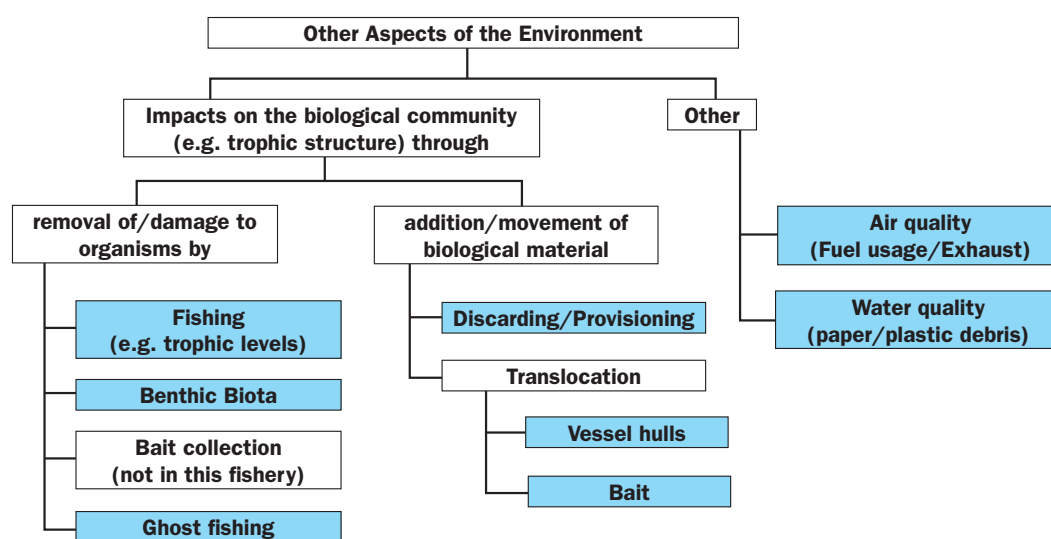 Other Aspects of the Environment
Impacts on the biological community
(e.g. trophic structure) through
Other
removal of/damage to
organisms by
addition/movement of
biological material
Air quality
(Fuel usage/Exhaust)
Water quality
(paper/plastic debris)
Fishing
(e.g. trophic levels)
Benthic Biota
Bait collection
(not in this fishery)
Ghost fishing
Discarding/Provisioning
Translocation
Vessel hulls
Bait